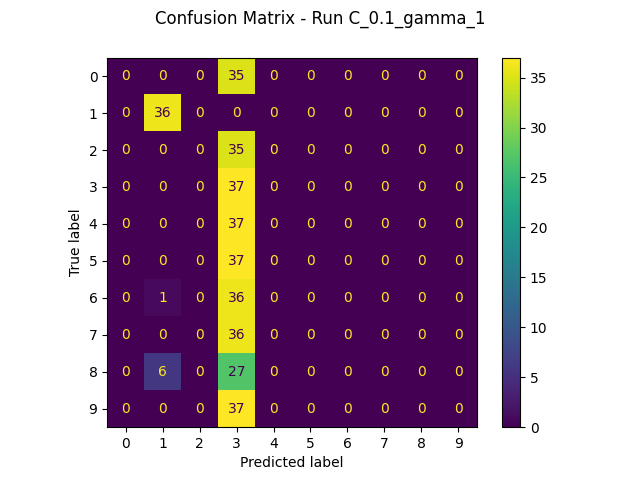 Confusion Matrix - Run C_0.1_gamma_1
True label
0 0 0 0 35 0 0 0 0 0 0
1 0 36 0 0 0 0 0 0 0 0
2 0 0 0 35 0 0 0 0 0 0
3 0 0 0 37 0 0 0 0 0 0
4 0 0 0 37 0 0 0 0 0 0
5 0 0 0 37 0 0 0 0 0 0
6 0 1 0 36 0 0 0 0 0 0
7 0 0 0 36 0 0 0 0 0 0
8 0 6 0 27 0 0 0 0 0 0
9 0 0 0 37 0 0 0 0 0 0
0 1 2 3 4 5 6 7 8 9
Predicted label
35
30
25
20
15
10
5
0